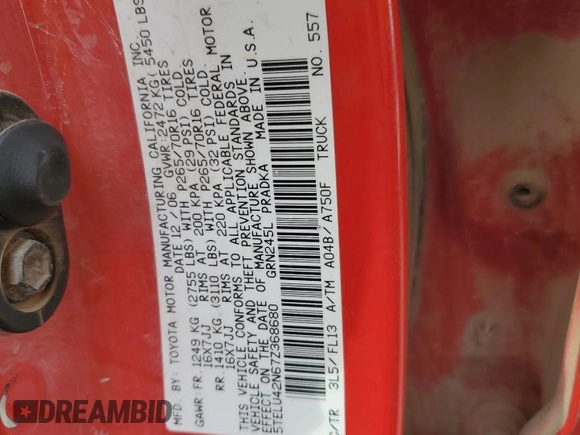 MFD. BY: TOYOTA MOTOR MANUFACTURING CALIFORNIA, INC.
DATE 12/06 GVWR 2472 KG( 5450 LBS
GAWR: FR. 1249 KG (2755 LBS) WITH P265/70R16 TIRES
16X7JJ RIMS AT 200 KPA (29 PSI) COLD
RR. 1410 KG (3110 LBS) WITH P265/70R16 TIRES
16X7JJ RIMS AT 220 KPA (32 PSI) COLD.
THIS VEHICLE CONFORMS TO ALL APPLICABLE FEDERAL MOTOR
VEHICLE SAFETY AND THEFT PREVENTION STANDARDS IN
EFFECT ON THE DATE OF MANUFACTURE SHOWN ABOVE.
5TELU42N67Z368680 GRN245L PRADKA MADE IN U.S.A.
C/TR 3L5/FL13 A/TM A04B/A750F TRUCK NO. 557
DREAMBID